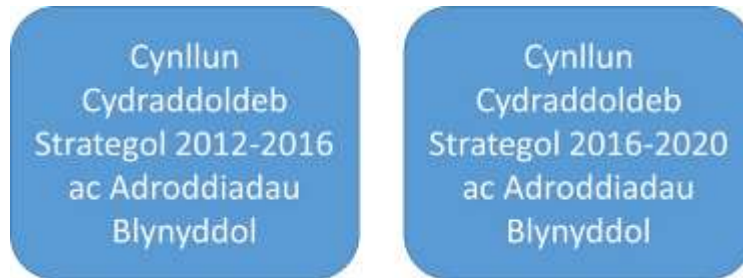 Cynllun
Cydraddoldeb
Strategol 2012-2016
ac Adroddiadau
Blynyddol
Cynllun
Cydraddoldeb
Strategol 2016-2020
ac Adroddiadau
Blynyddol